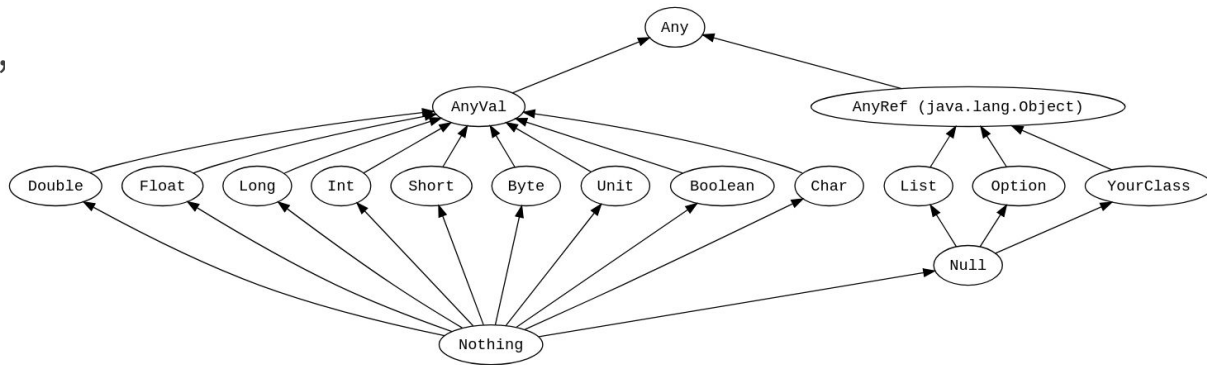 Any
,
AnyVal AnyRef (java.lang.Object)
Double Float Long Int Short Byte Unit Boolean Char List Option YourClass
Null
Nothing